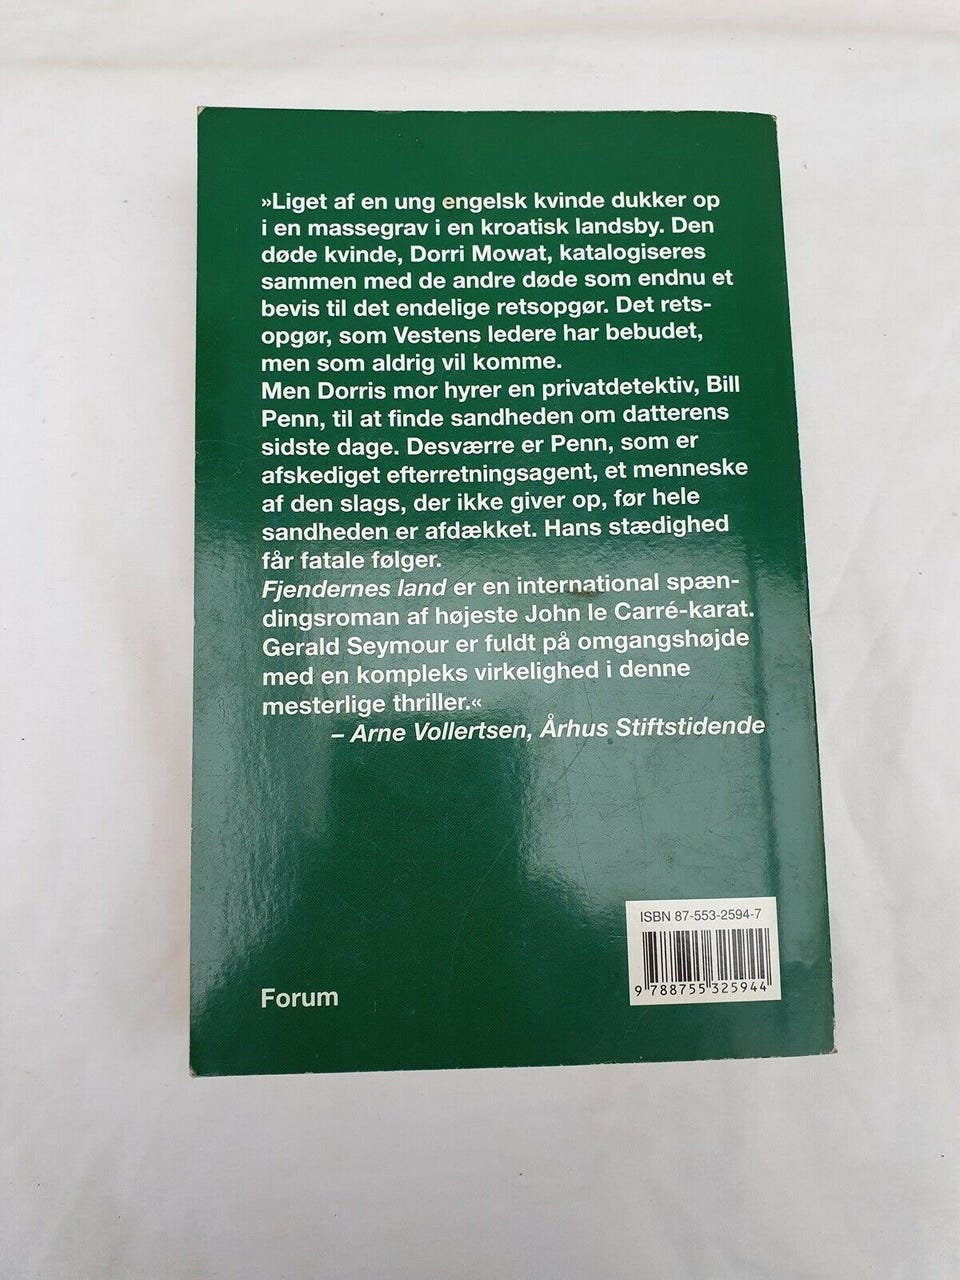 »Liget af en ung engelsk kvinde dukker op
i en massegrav i en kroatisk landsby. Den
døde kvinde, Dorri Mowat, katalogiseres
sammen med de andre døde som endnu et
bevis til det endelige retsopgør. Det rets-
opgør, som Vestens ledere har bebudet,
men som aldrig vil komme.
Men Dorris mor hyrer en privatdetektiv, Bill
Penn, til at finde sandheden om datterens
sidste dage. Desværre er Penn, som er
afskediget efterretningsagent, et menneske
af den slags, der ikke giver op, før hele
sandheden er afdækket. Hans stædighed
får fatale følger.
Fjendernes land er en international spæn-
dingsroman af højeste John le Carré-karat.
Gerald Seymour er fuldt på omgangshøjde
med en kompleks virkelighed i denne
mesterlige thriller.«
– Arne Vollertsen, Århus Stiftstidende
ISBN 87-553-2594-7
9 788755 325944
Forum